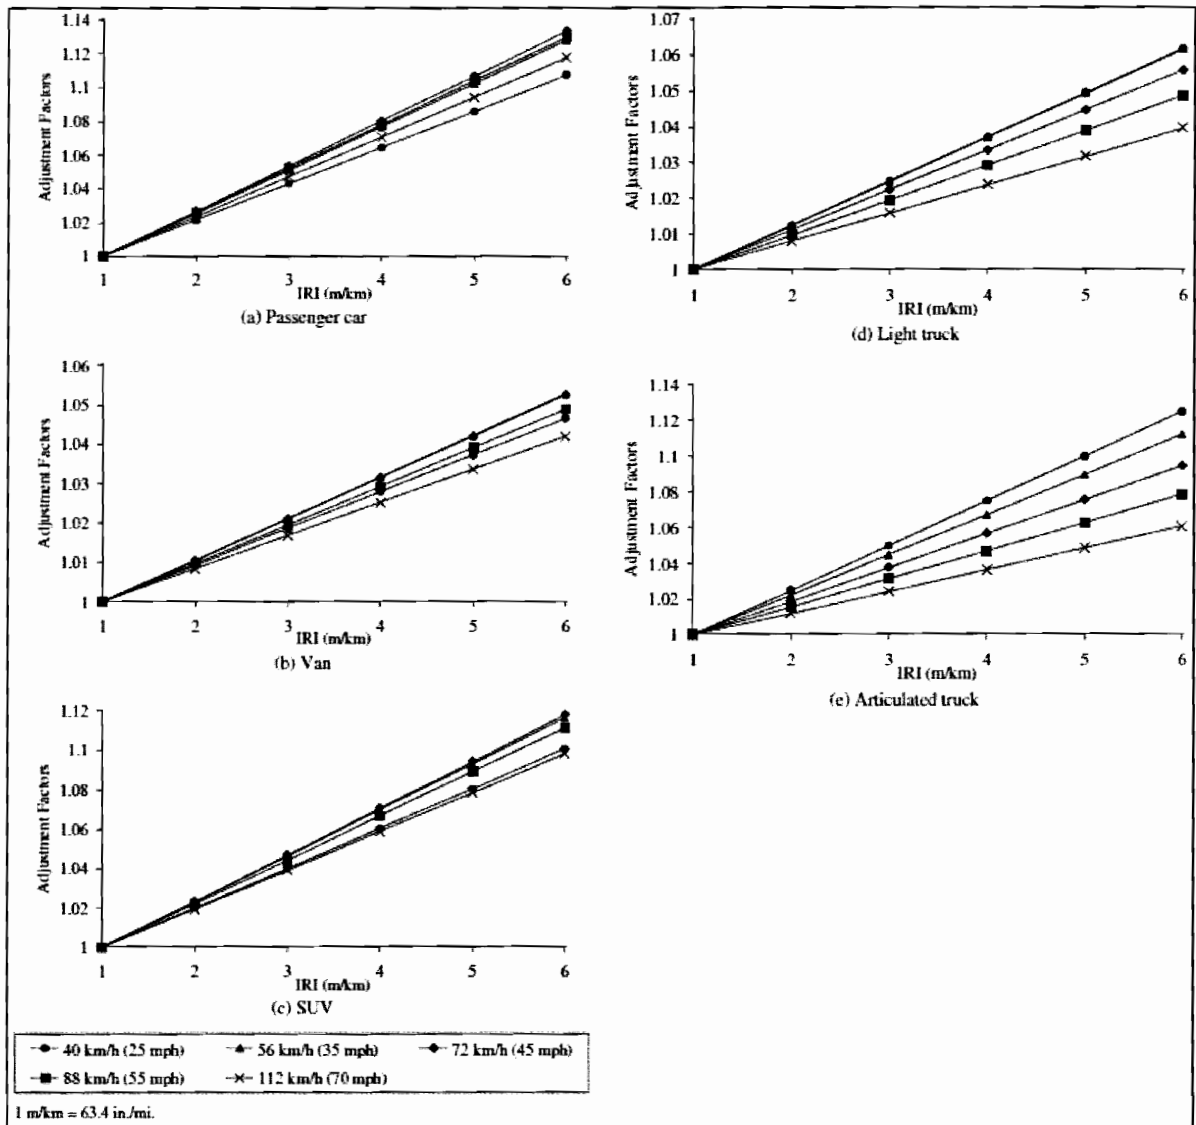 1.14
1.12
1.1
1.08
1.06
1.04
1.02
1
Adjustment Factors
1 2 3 4 5 6
IRI (m/km)
(a) Passenger car
1.07
1.06
1.05
1.04
1.03
1.02
1.01
1
Adjustment Factors
1 2 3 4 5 6
IRI (m/km)
(d) Light truck
1.06
1.05
1.04
1.03
1.02
1.01
1
Adjustment Factors
1 2 3 4 5 6
IRI (m/km)
(b) Van
1.14
1.12
1.1
1.08
1.06
1.04
1.02
1
Adjustment Factors
1 2 3 4 5 6
IRI (m/km)
(e) Articulated truck
1.12
1.1
1.08
1.06
1.04
1.02
1
Adjustment Factors
1 2 3 4 5 6
IRI (m/km)
(c) SUV
40 km/h (25 mph) 56 km/h (35 mph) 72 km/h (45 mph)
88 km/h (55 mph) 112 km/h (70 mph)
1 m/km = 63.4 in./mi.